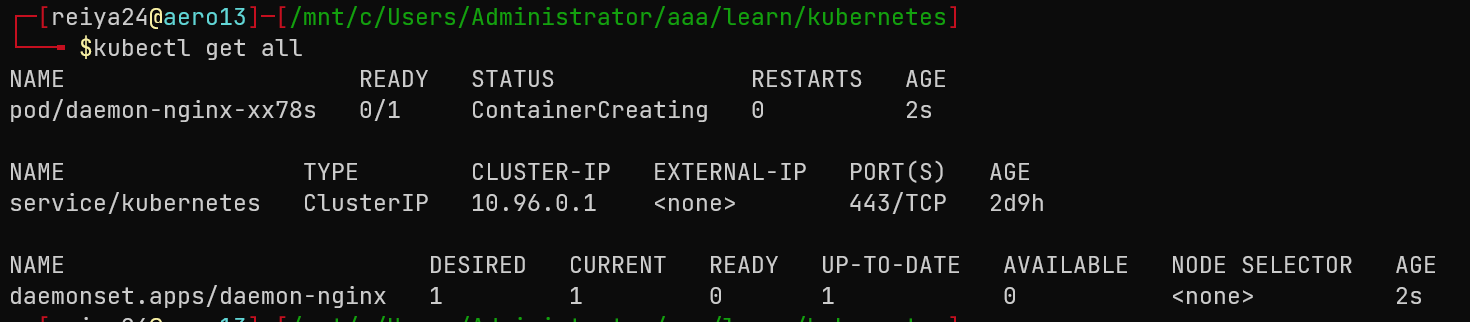 ┌─[reiya24@aero13]─[/mnt/c/Users/Administrator/aaa/learn/kubernetes]
└──╼ $kubectl get all
NAME                     READY   STATUS              RESTARTS   AGE
pod/daemon-nginx-xx78s   0/1     ContainerCreating   0          2s
NAME                 TYPE        CLUSTER-IP   EXTERNAL-IP   PORT(S)   AGE
service/kubernetes   ClusterIP   10.96.0.1    <none>        443/TCP   2d9h
NAME                          DESIRED   CURRENT   READY   UP-TO-DATE   AVAILABLE   NODE SELECTOR   AGE
daemonset.apps/daemon-nginx   1         1         0       1            0           <none>          2s